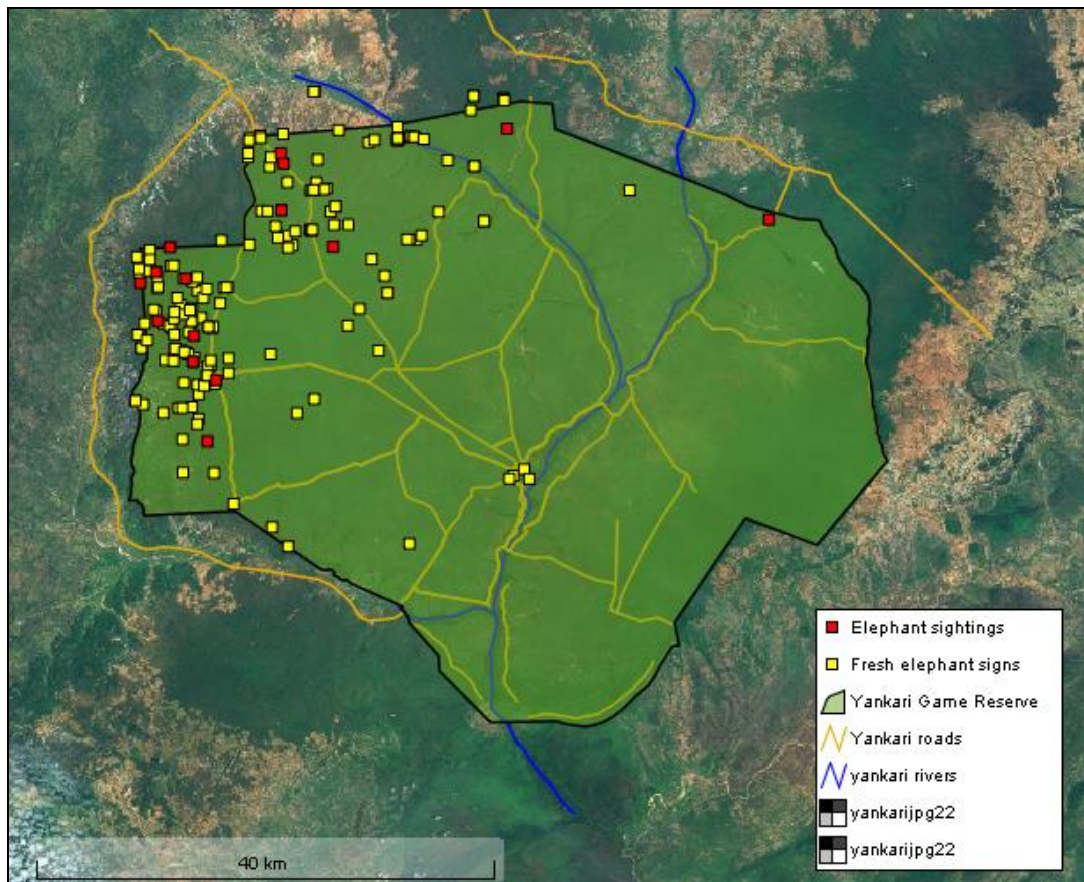 Elephant sightings
Fresh elephant signs
Yankari Game Reserve
Yankari roads
yankari rivers
yankarijpg22
yankarijpg22
40 km